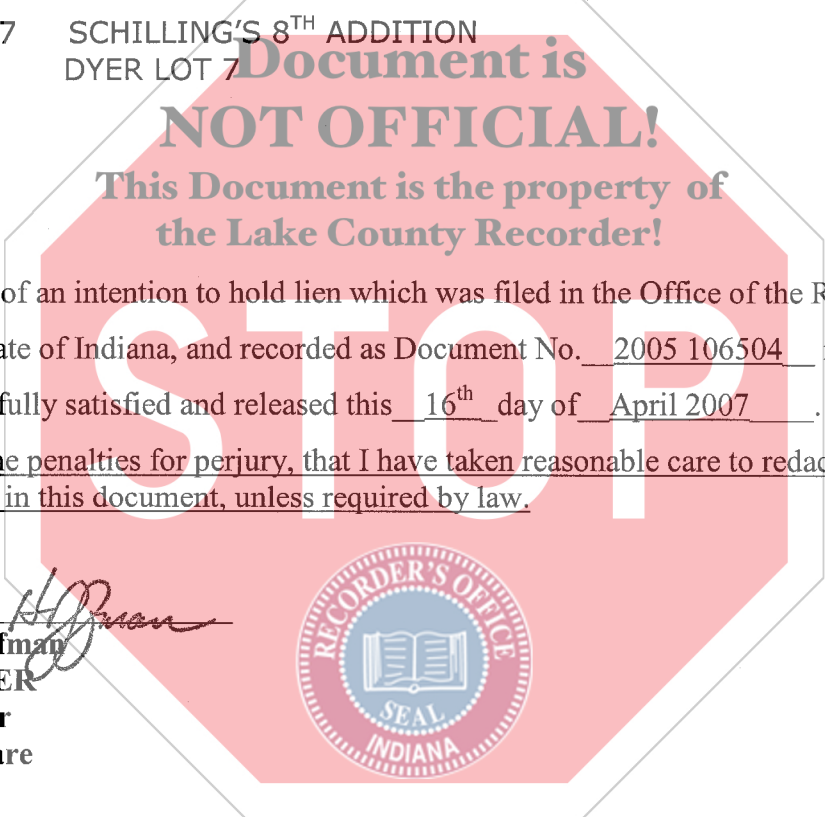 7 SCHILLING'S 8TH ADDITION
DYER LOT 7
Document is
NOT OFFICIAL!
This Document is the property of
the Lake County Recorder!
of an intention to hold lien which was filed in the Office of the R
ate of Indiana, and recorded as Document No. 2005 106504
fully satisfied and released this 16th day of April 2007.
e penalties for perjury, that I have taken reasonable care to redac
in this document, unless required by law.
STOP
Hoffman
fman
ER
r
are
RECORDER'S OFFICE
SEAL
INDIANA